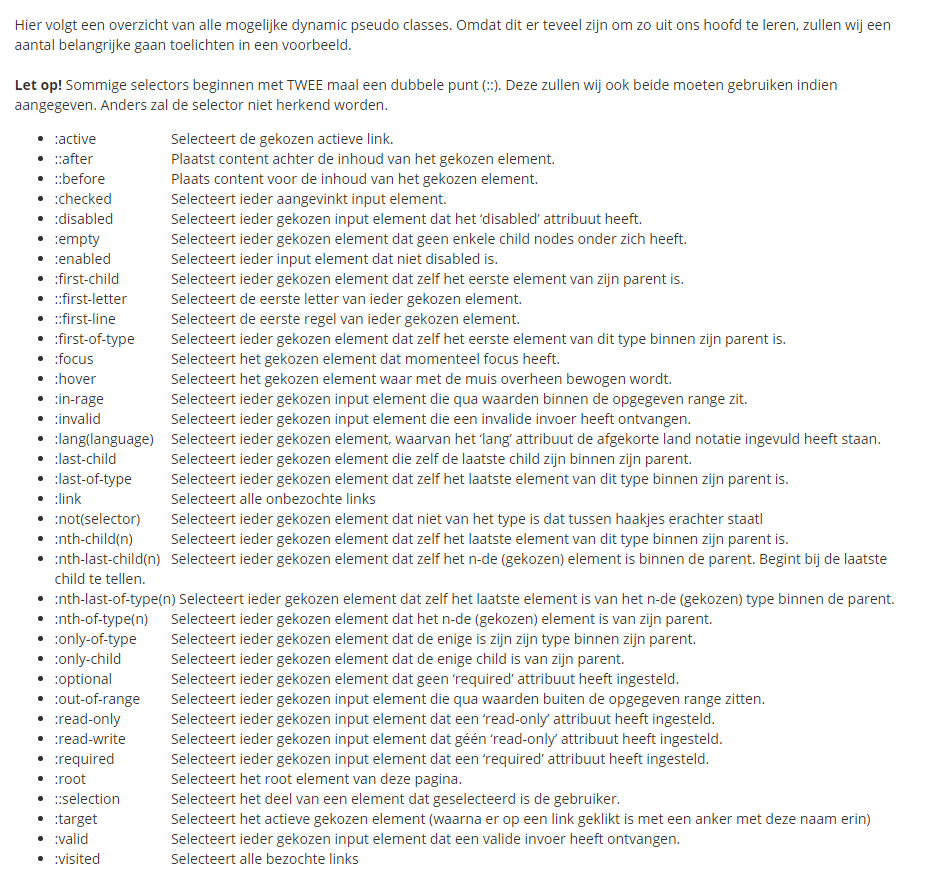 Hier volgt een overzicht van alle mogelijke dynamic pseudo classes. Omdat dit er teveel zijn om zo uit ons hoofd te leren, zullen wij een
aantal belangrijke gaan toelichten in een voorbeeld.
Let op! Sommige selectors beginnen met TWEE maal een dubbele punt (::). Deze zullen wij ook beide moeten gebruiken indien
aangegeven. Anders zal de selector niet herkend worden.
• :active Selecteert de gekozen actieve link.
• ::after Plaatst content achter de inhoud van het gekozen element.
• ::before Plaats content voor de inhoud van het gekozen element.
• :checked Selecteert ieder aangevinkt input element.
• :disabled Selecteert ieder gekozen input element dat het ‘disabled’ attribuut heeft.
• :empty Selecteert ieder gekozen element dat geen enkele child nodes onder zich heeft.
• :enabled Selecteert ieder input element dat niet disabled is.
• :first-child Selecteert ieder gekozen element dat zelf het eerste element van zijn parent is.
• ::first-letter Selecteert de eerste letter van ieder gekozen element.
• ::first-line Selecteert de eerste regel van ieder gekozen element.
• :first-of-type Selecteert ieder gekozen element dat zelf het eerste element van dit type binnen zijn parent is.
• :focus Selecteert het gekozen element dat momenteel focus heeft.
• :hover Selecteert het gekozen element waar met de muis overheen bewogen wordt.
• :in-rage Selecteert ieder gekozen input element die qua waarden binnen de opgegeven range zit.
• :invalid Selecteert ieder gekozen input element die een invalide invoer heeft ontvangen.
• :lang(language) Selecteert ieder gekozen element, waarvan het ‘lang’ attribuut de afgekorte land notatie ingevuld heeft staan.
• :last-child Selecteert ieder gekozen element die zelf de laatste child zijn binnen zijn parent.
• :last-of-type Selecteert ieder gekozen element dat zelf het laatste element van dit type binnen zijn parent is.
• :link Selecteert alle onbezochte links
• :not(selector) Selecteert ieder gekozen element dat niet van het type is dat tussen haakjes erachter staatl
• :nth-child(n) Selecteert ieder gekozen element dat zelf het laatste element van dit type binnen zijn parent is.
• :nth-last-child(n) Selecteert ieder gekozen element dat zelf het n-de (gekozen) element is binnen de parent. Begint bij de laatste
child te tellen.
• :nth-last-of-type(n) Selecteert ieder gekozen element dat zelf het laatste element is van het n-de (gekozen) type binnen de parent.
• :nth-of-type(n) Selecteert ieder gekozen element dat het n-de (gekozen) element is van zijn parent.
• :only-of-type Selecteert ieder gekozen element dat de enige is zijn zijn type binnen zijn parent.
• :only-child Selecteert ieder gekozen element dat de enige child is van zijn parent.
• :optional Selecteert ieder gekozen element dat geen ‘required’ attribuut heeft ingesteld.
• :out-of-range Selecteert ieder gekozen input element die qua waarden buiten de opgegeven range zitten.
• :read-only Selecteert ieder gekozen input element dat een ‘read-only’ attribuut heeft ingesteld.
• :read-write Selecteert ieder gekozen input element dat géén ‘read-only’ attribuut heeft ingesteld.
• :required Selecteert ieder gekozen input element dat een ‘required’ attribuut heeft ingesteld.
• :root Selecteert het root element van deze pagina.
• ::selection Selecteert het deel van een element dat geselecteerd is de gebruiker.
• :target Selecteert het actieve gekozen element (waarna er op een link geklikt is met een anker met deze naam erin)
• :valid Selecteert ieder gekozen input element dat een valide invoer heeft ontvangen.
• :visited Selecteert alle bezochte links